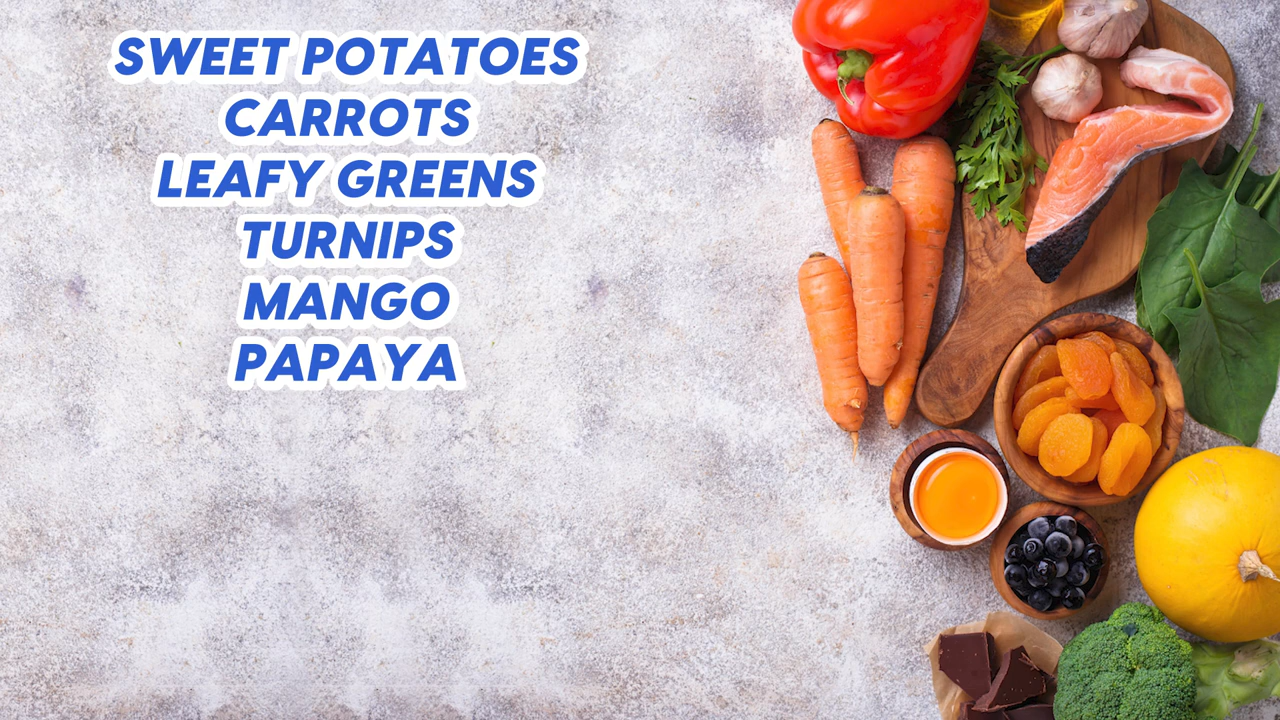 SWEET POTATOES
CARROTS
LEAFY GREENS
TURNIPS
MANGO
PAPAYA